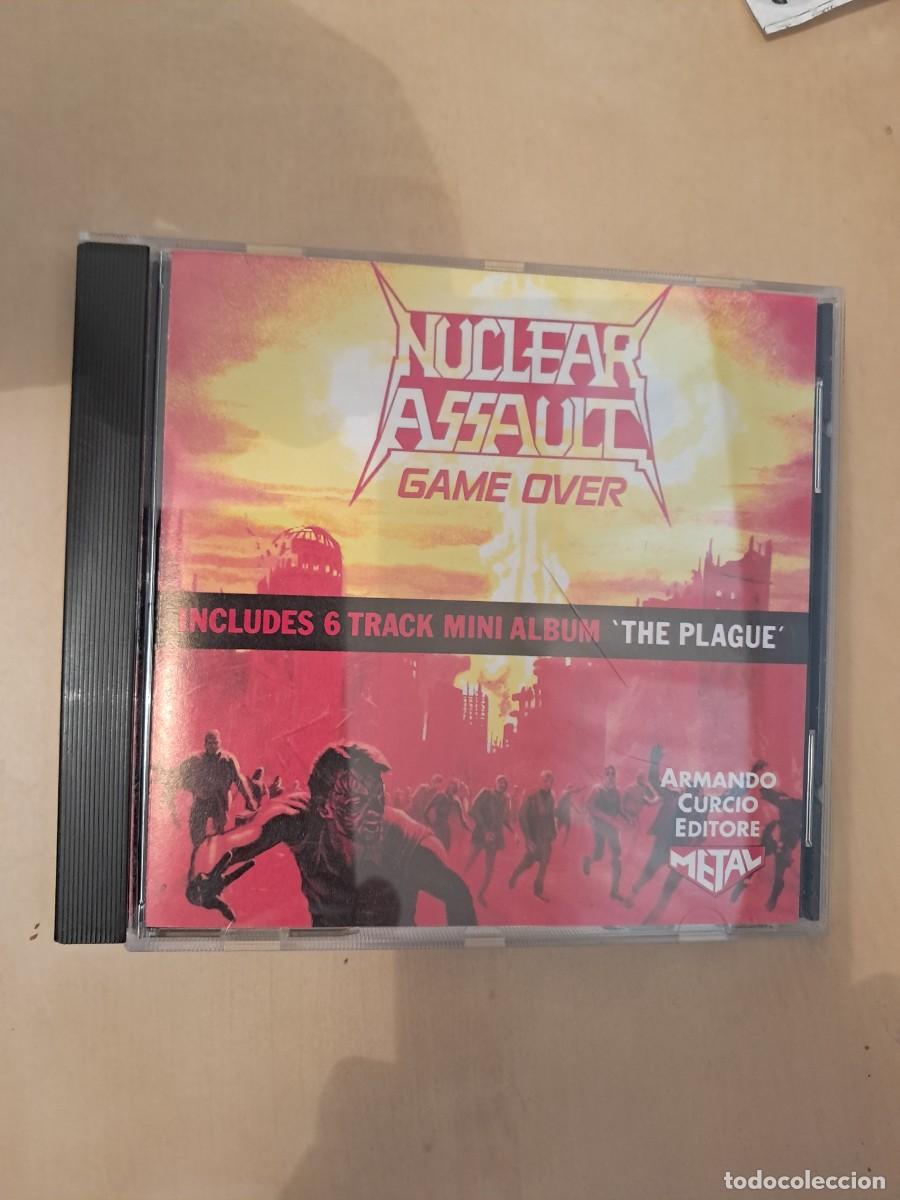 NUCLEAR
ASSAULT
GAME OVER
INCLUDES 6 TRACK MINI ALBUM 'THE PLAGUE'
ARMANDO
CURCIO
EDITORE
METAL
todocoleccion